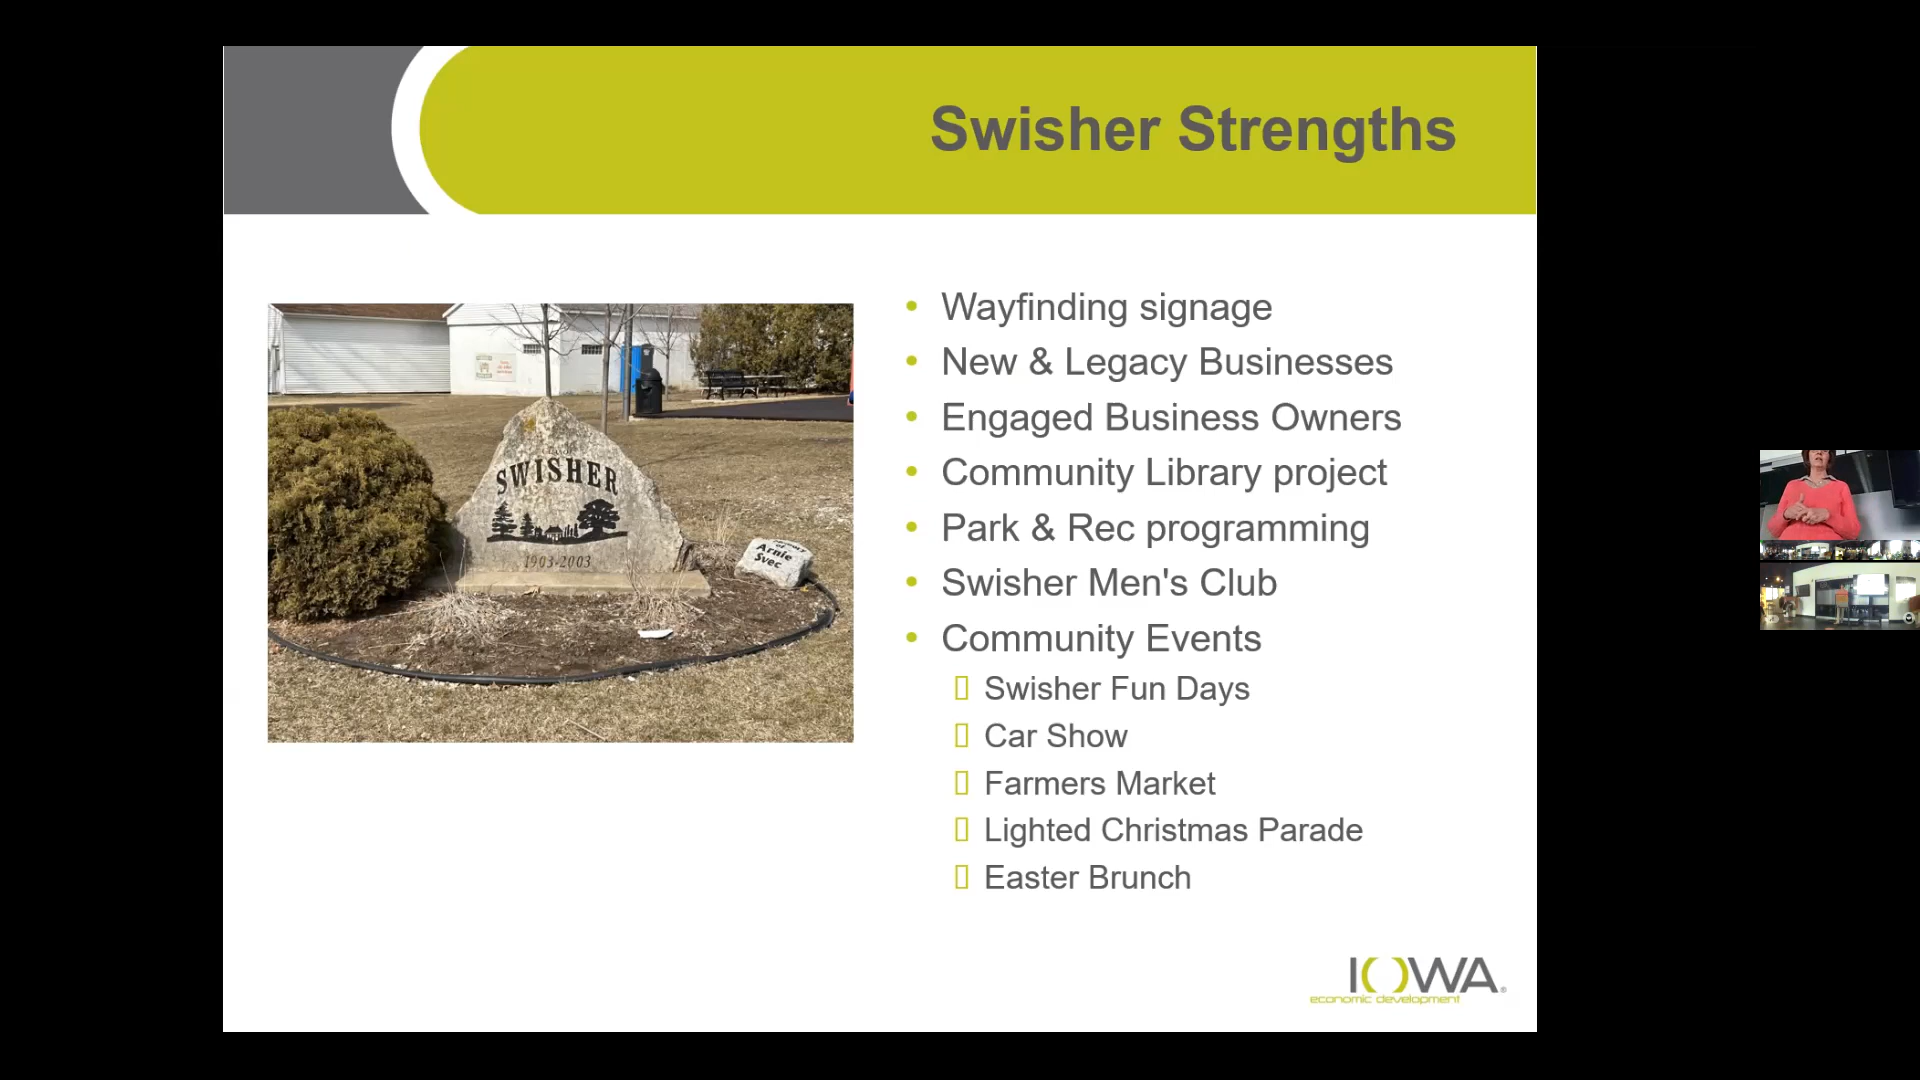 Swisher Strengths
SWISHER
1903-2003
Arnie
Svec
• Wayfinding signage
• New & Legacy Businesses
• Engaged Business Owners
• Community Library project
• Park & Rec programming
• Swisher Men's Club
• Community Events
Swisher Fun Days
Car Show
Farmers Market
Lighted Christmas Parade
Easter Brunch
IOWA®
economic development